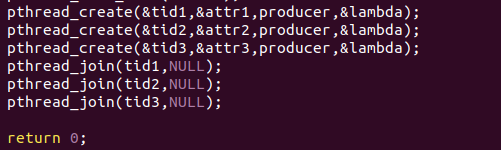 pthread_create(&tid1,&attr1,producer,&lambda);
pthread_create(&tid2,&attr2,producer,&lambda);
pthread_create(&tid3,&attr3,producer,&lambda);
pthread_join(tid1,NULL);
pthread_join(tid2,NULL);
pthread_join(tid3,NULL);
return 0;